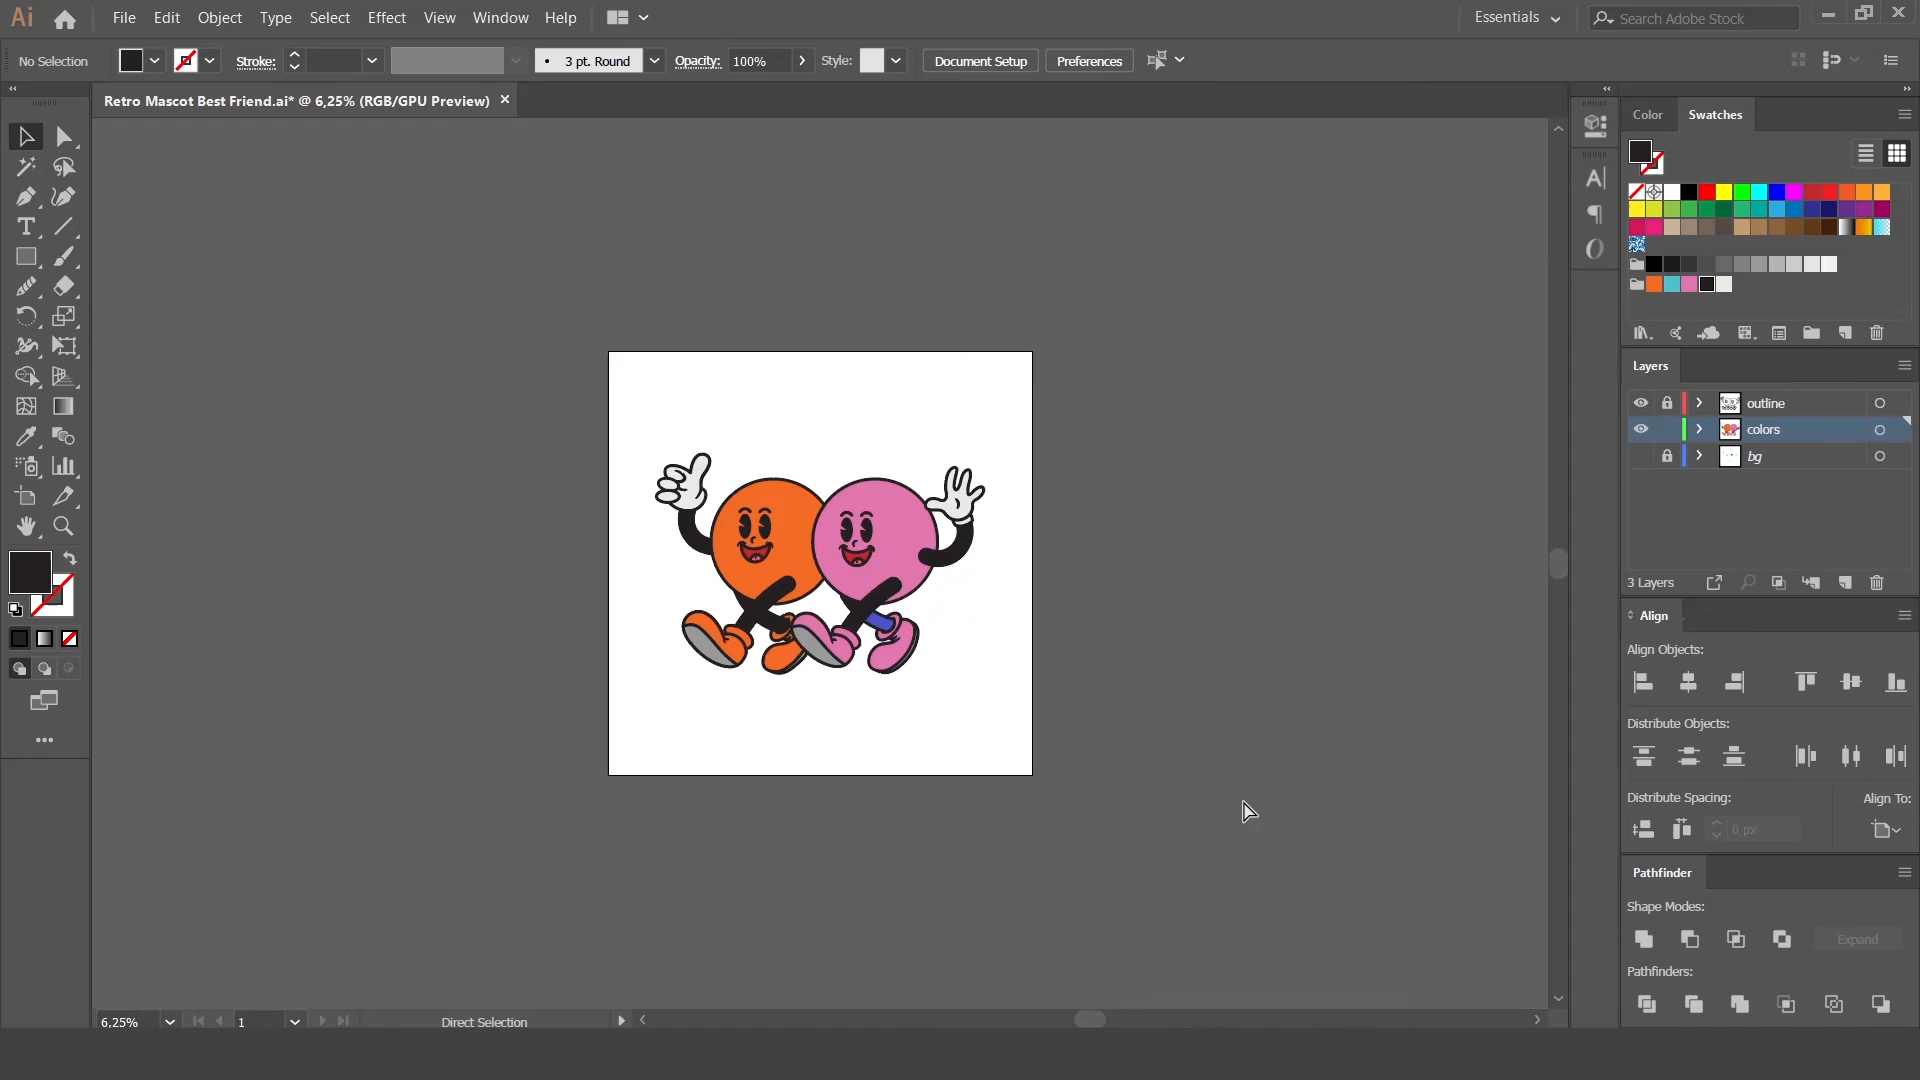 Ai File Edit Object Type Select Effect View Window Help Essentials Search Adobe Stock
No Selection Stroke: 3 pt. Round Opacity: 100% Style: Document Setup Preferences
Retro Mascot Best Friend.ai* @ 6,25% (RGB/GPU Preview)
Color Swatches
Layers
outline
colors
bg
3 Layers
Align
Align Objects:
Distribute Objects:
Distribute Spacing: Align To:
0 px
Pathfinder
Shape Modes:
Expand
Pathfinders:
6,25% 1 Direct Selection